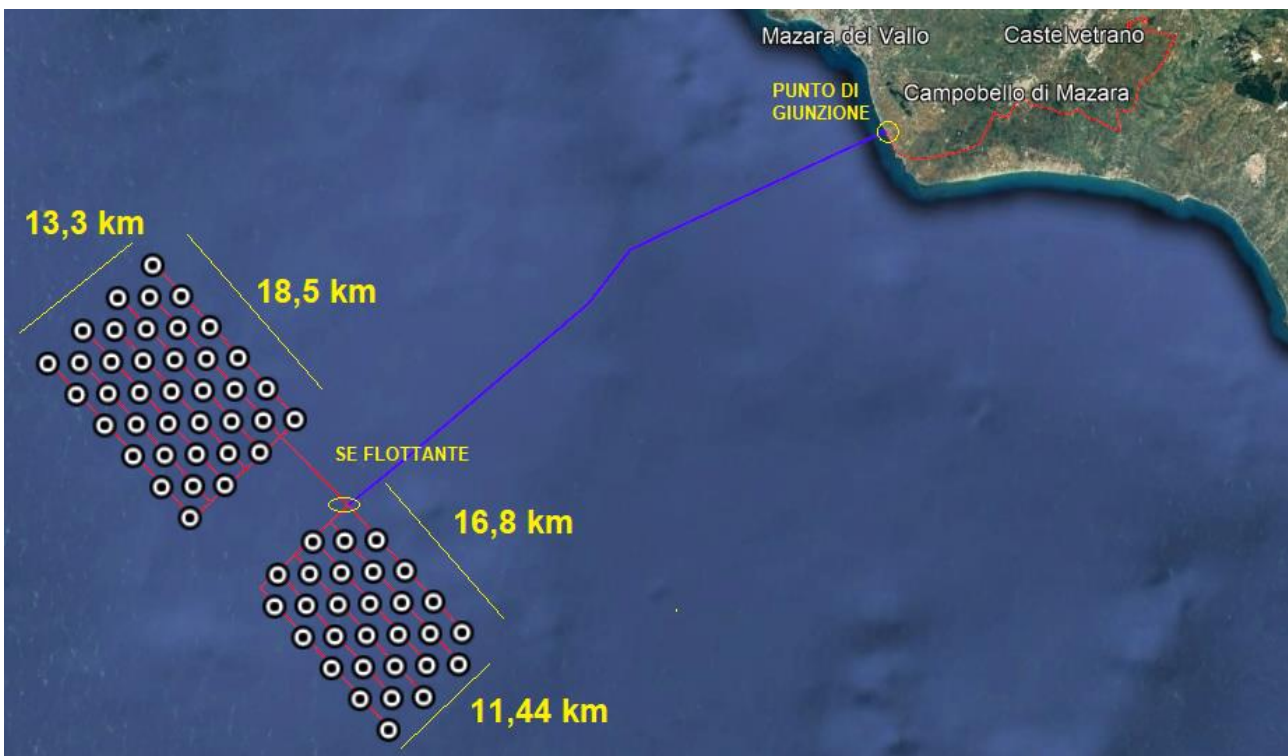 Mazara del Vallo
Castelvetrano
PUNTO DI
GIUNZIONE
Campobello di Mazara
13,3 km
18,5 km
SE FLOTTANTE
16,8 km
11,44 km